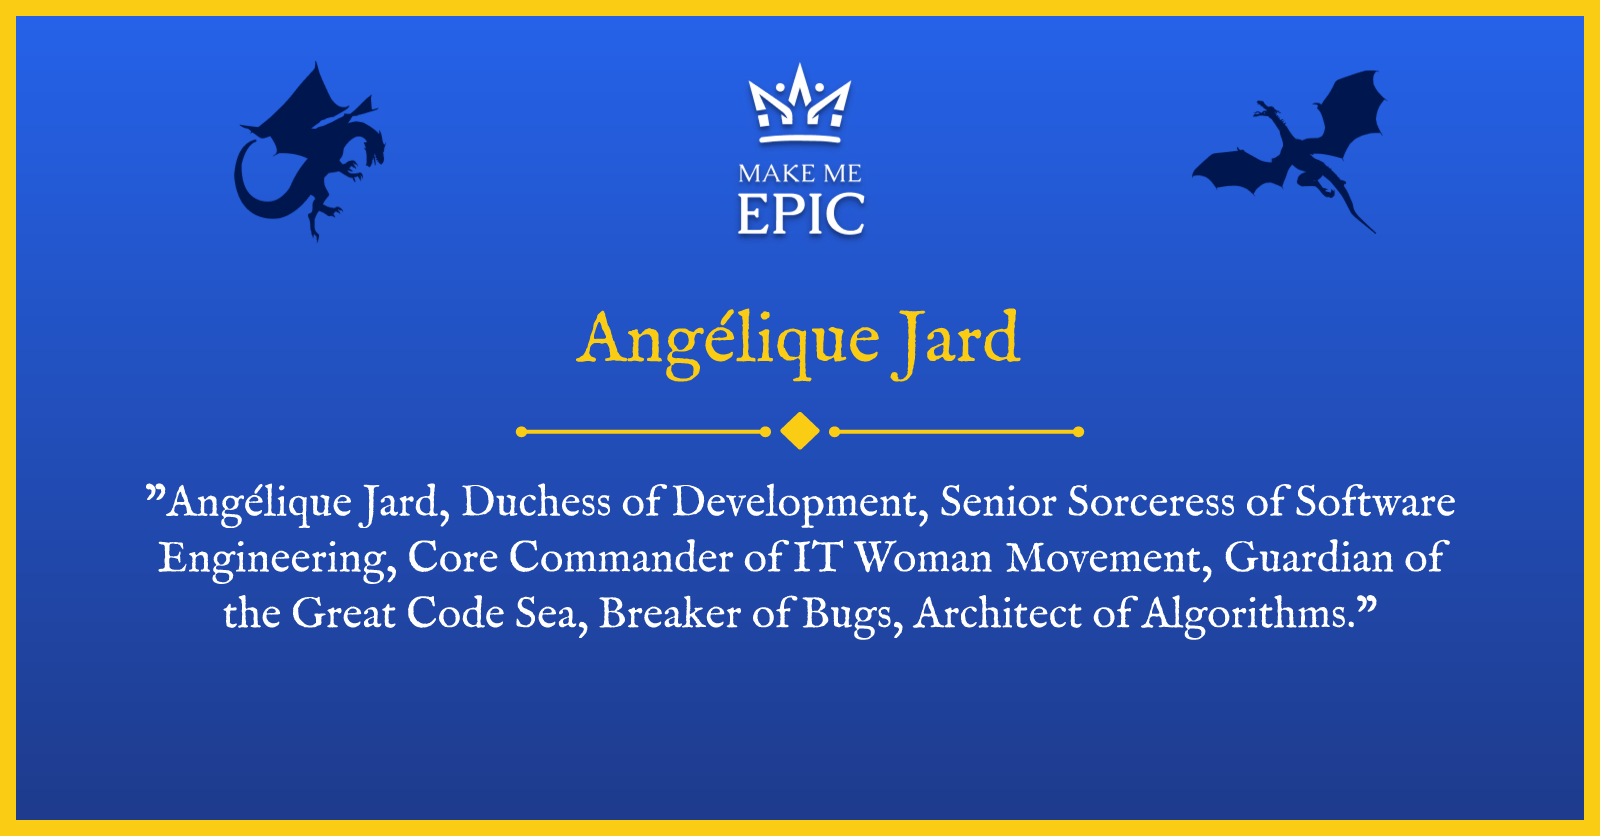 MAKE ME
EPIC
Angélique Jard
”Angélique Jard, Duchess of Development, Senior Sorceress of Software
Engineering, Core Commander of IT Woman Movement, Guardian of
the Great Code Sea, Breaker of Bugs, Architect of Algorithms.”